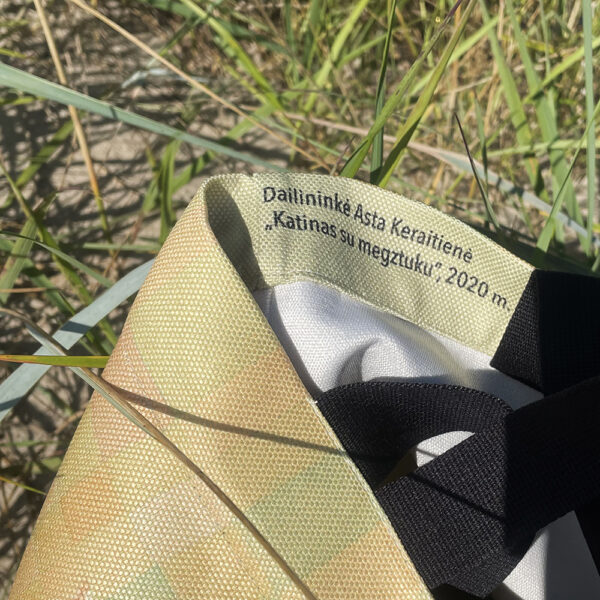 Dailininkė Asta Keraitienė
„Katinas su megztuku“, 2020 m.